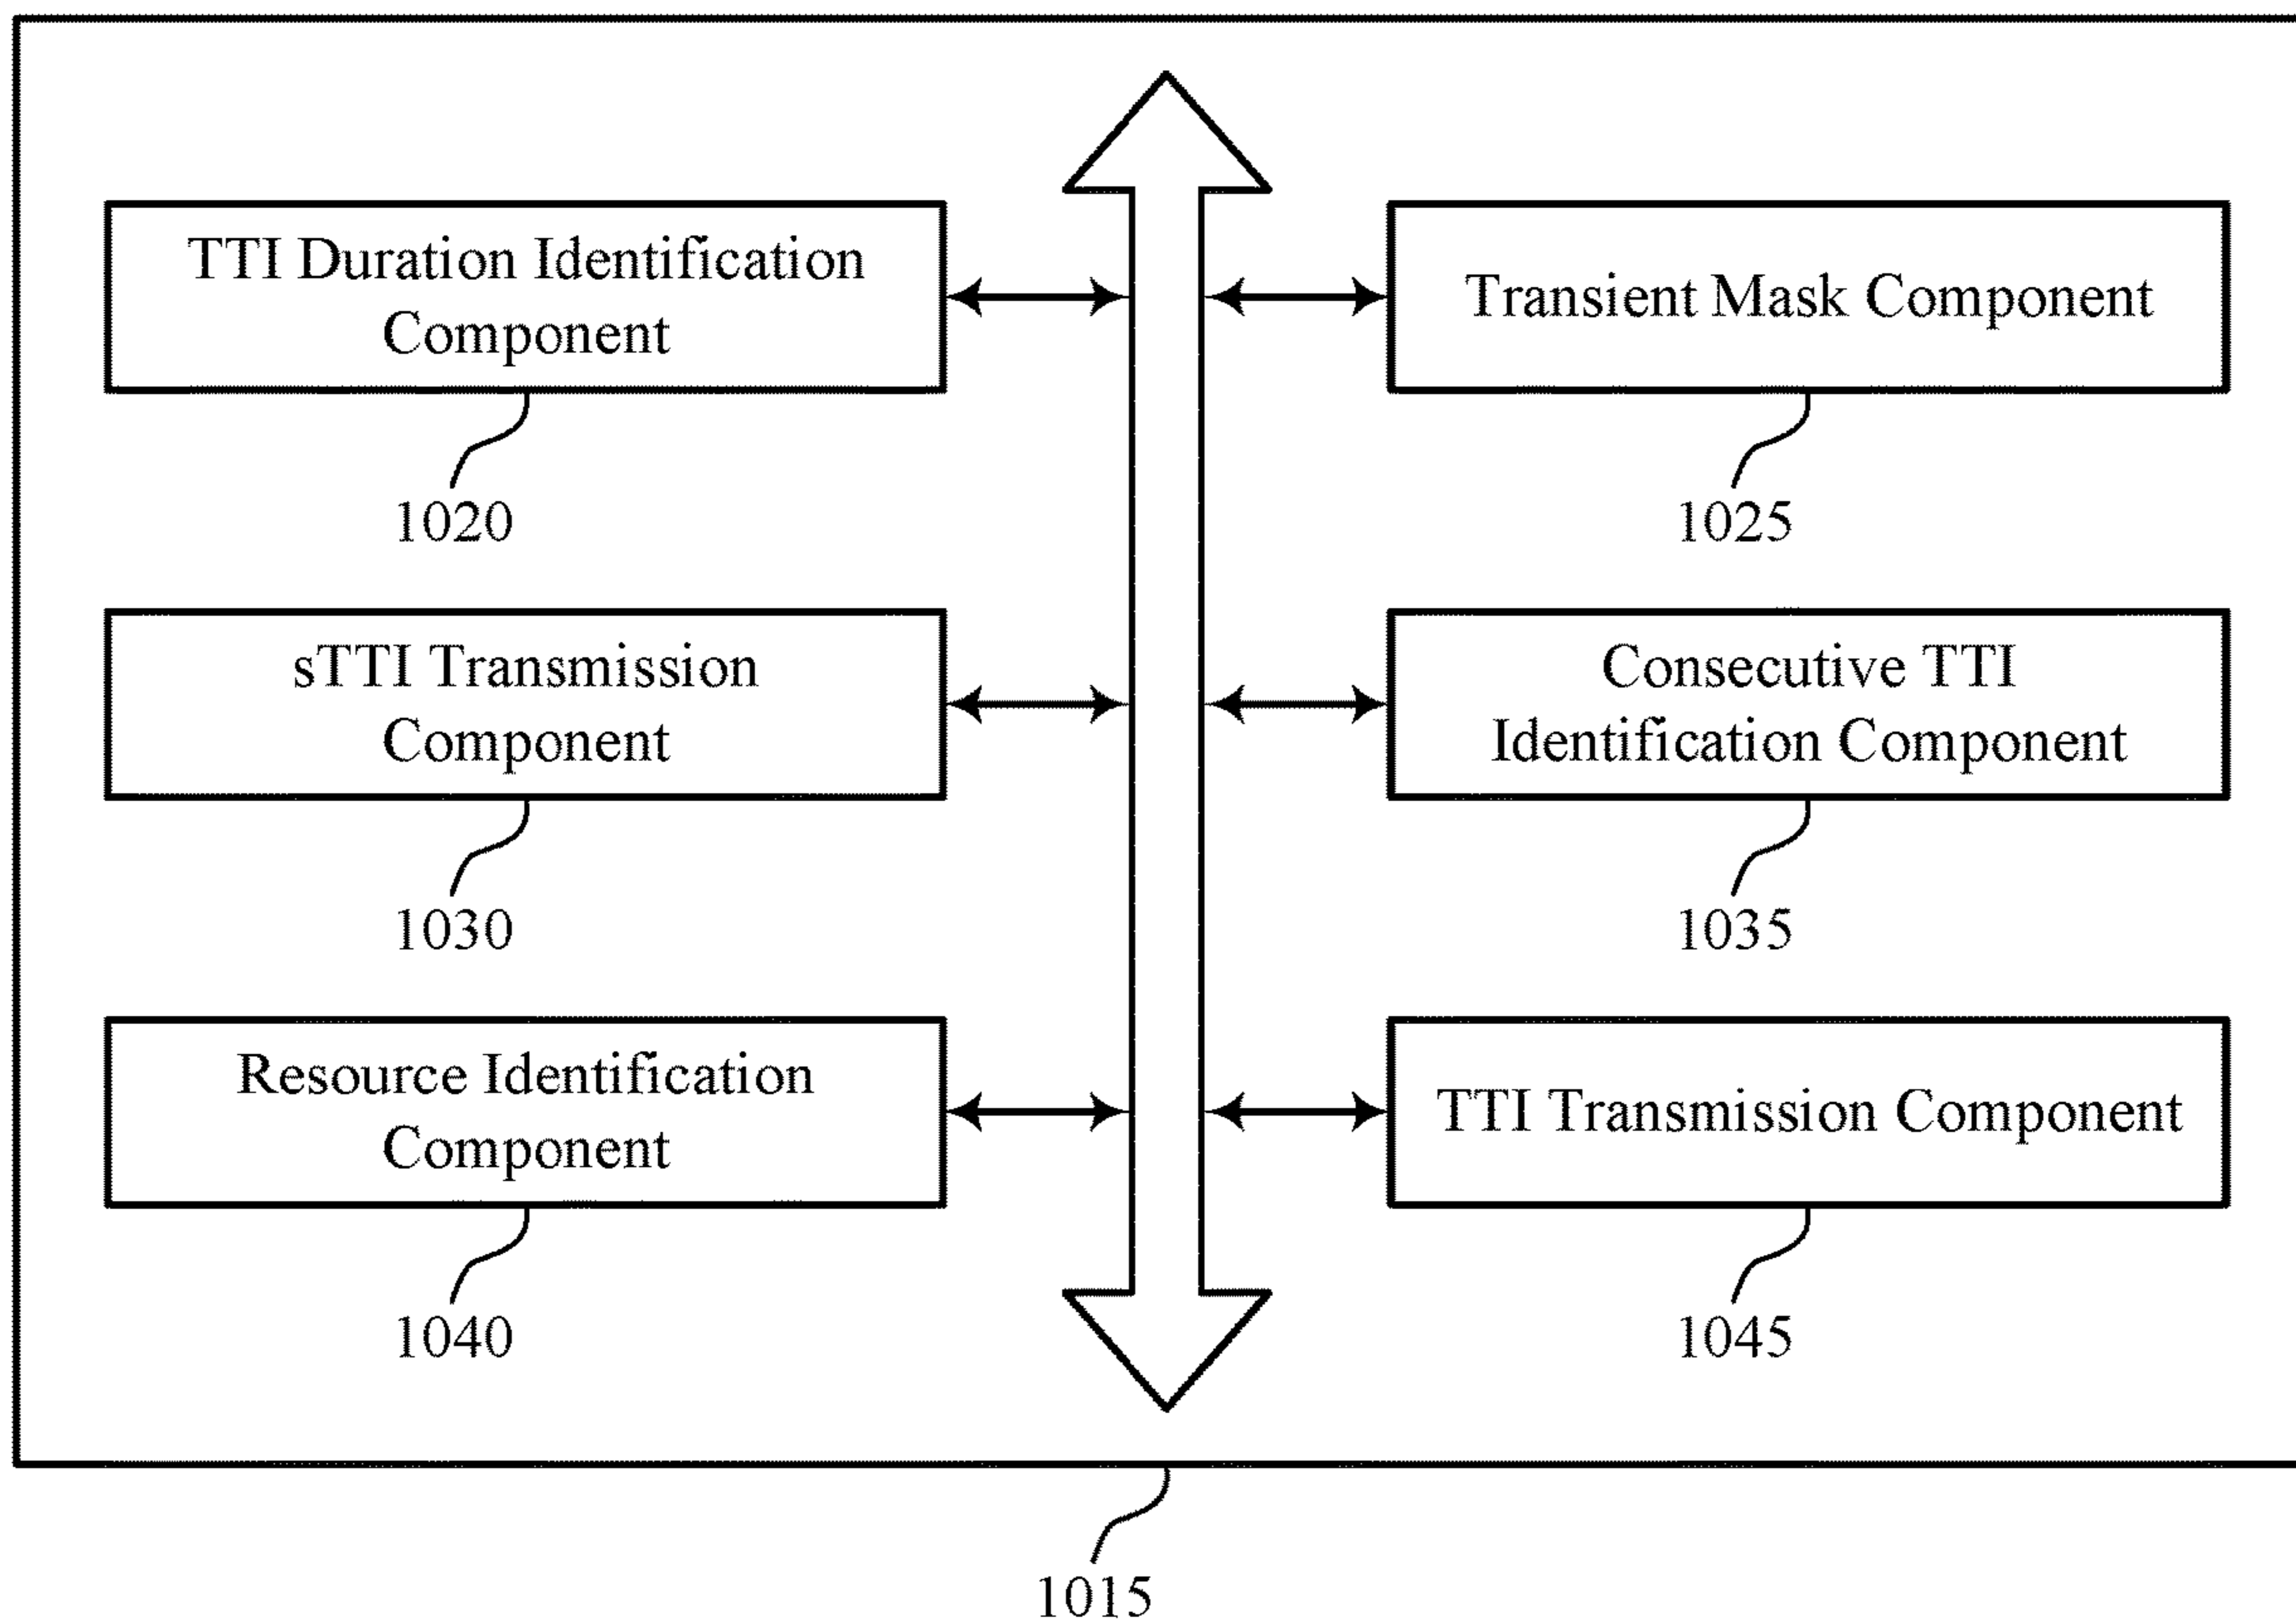 TTI Duration Identification
Component
1020
Transient Mask Component
1025
sTTI Transmission
Component
1030
Consecutive TTI
Identification Component
1035
Resource Identification
Component
1040
TTI Transmission Component
1045
1015